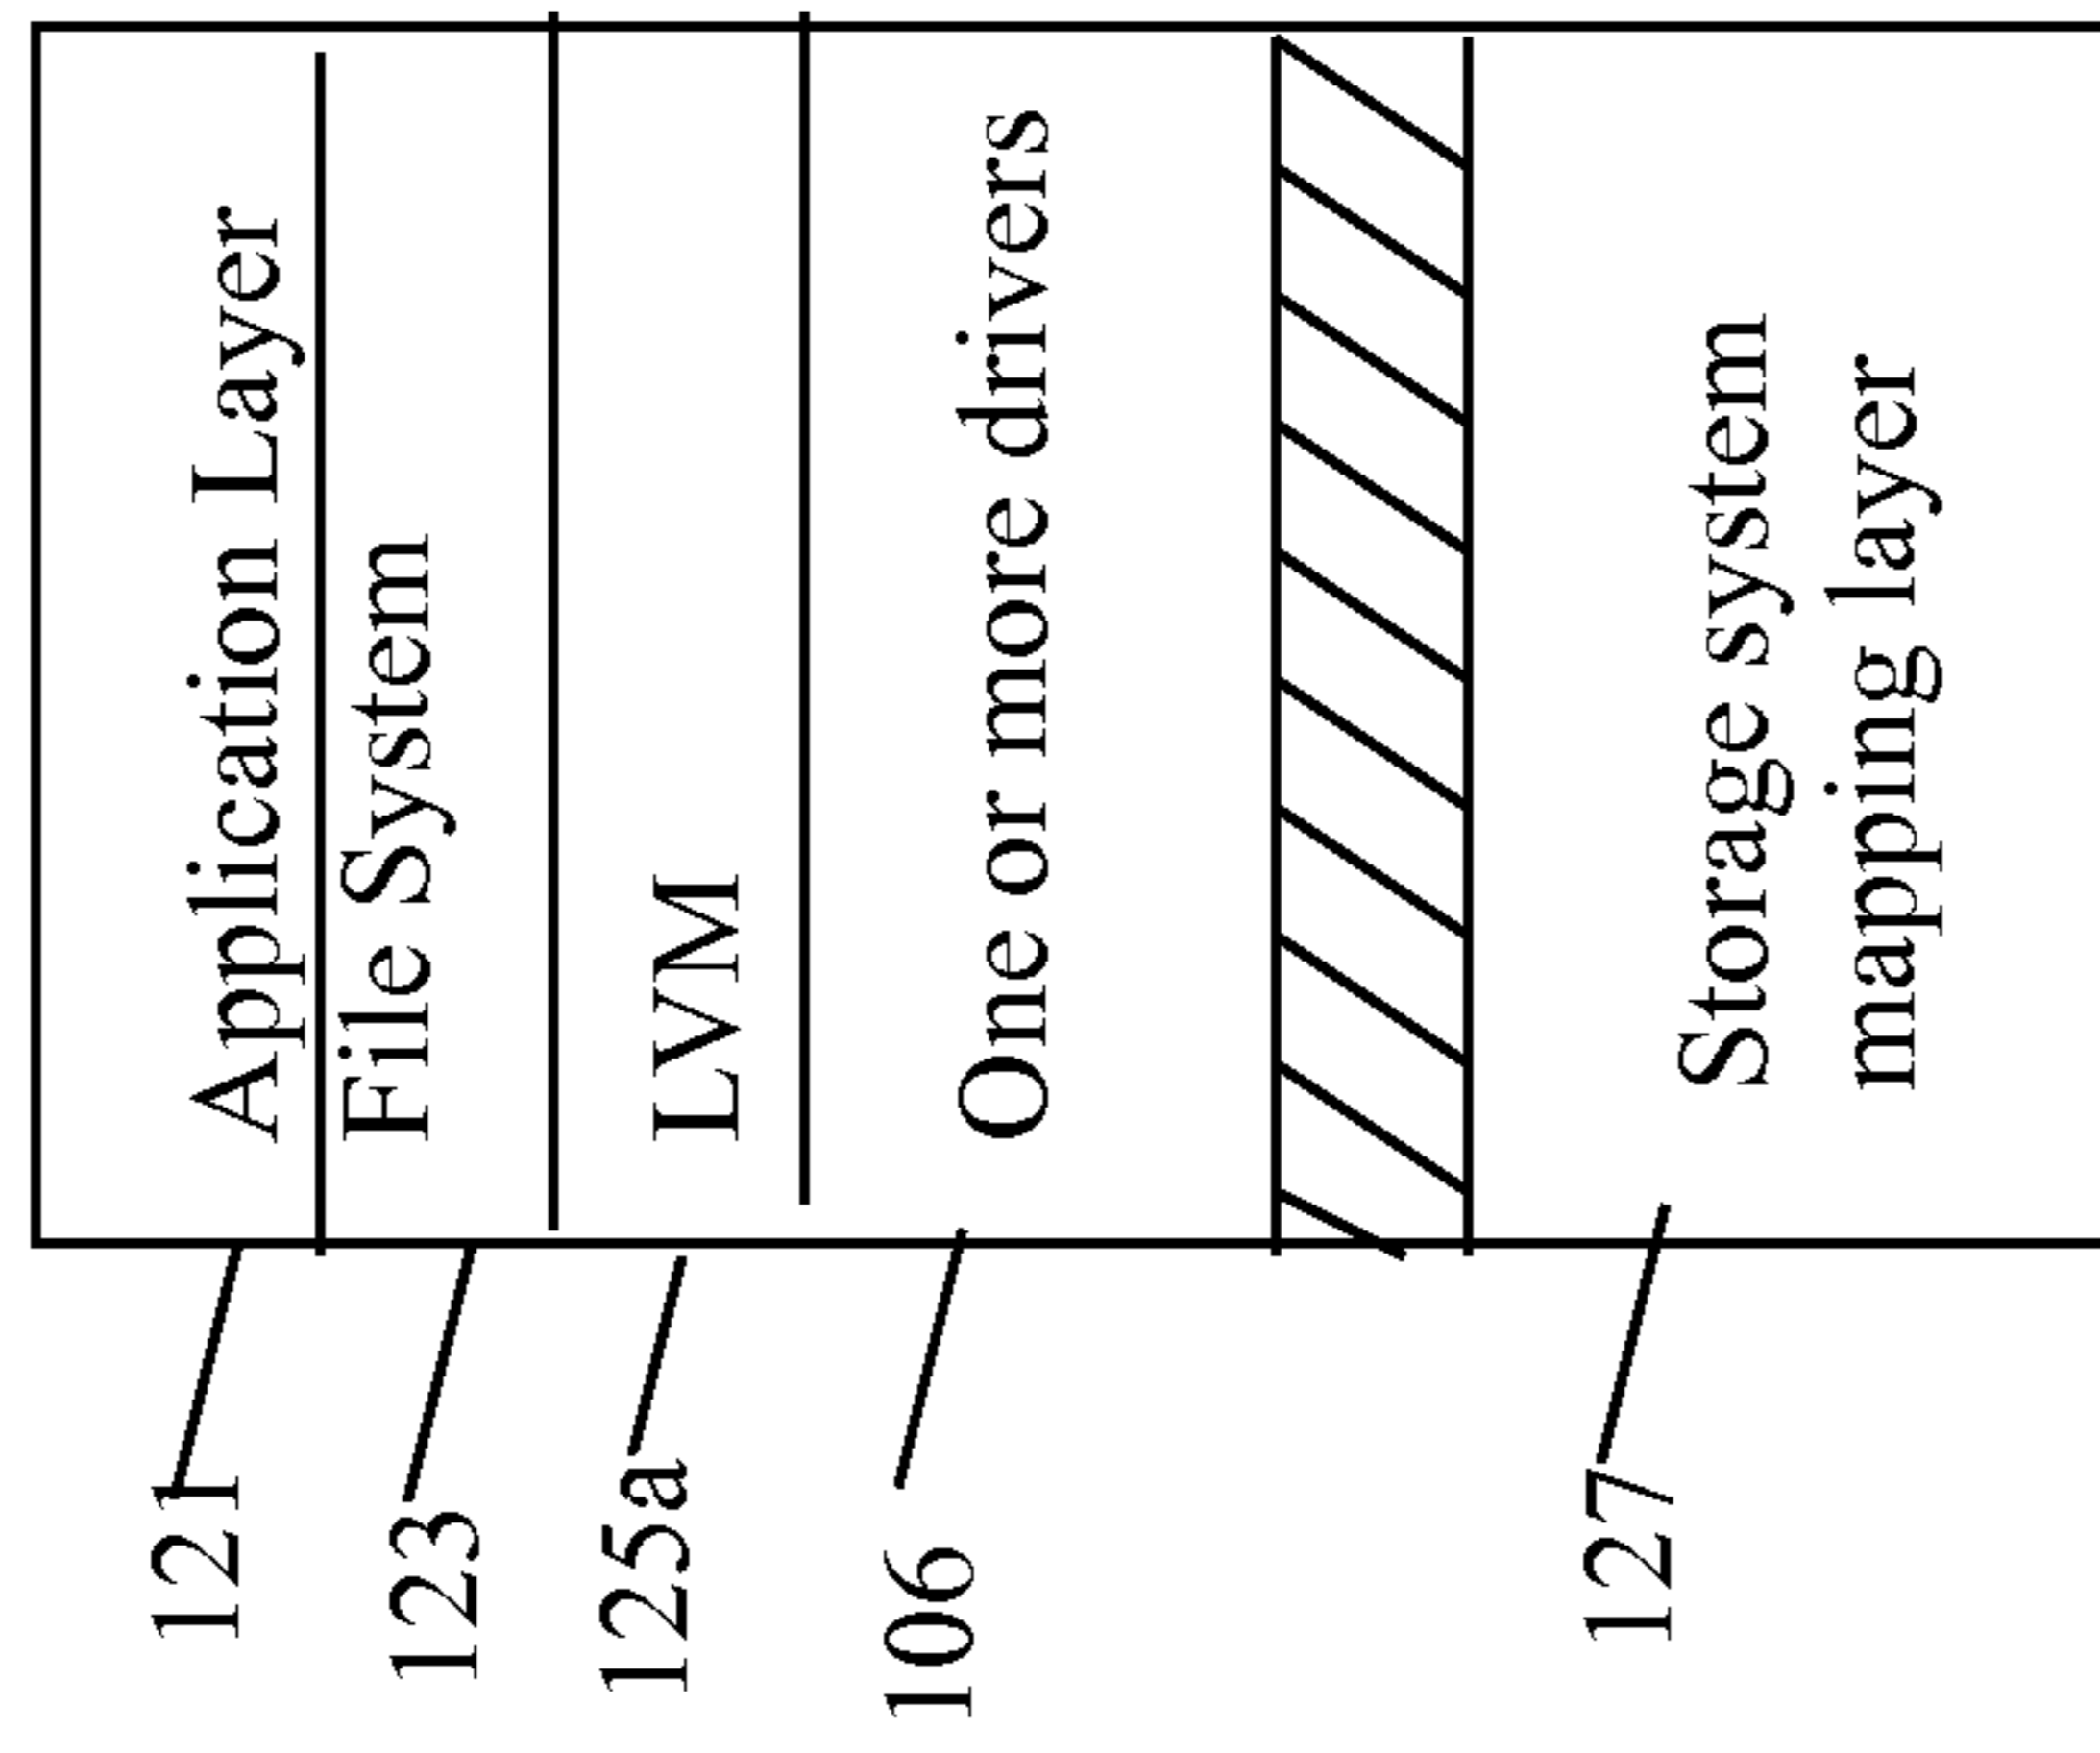 121
Application Layer
123
File System
125a
LVM
106
One or more drivers
127
Storage system
mapping layer